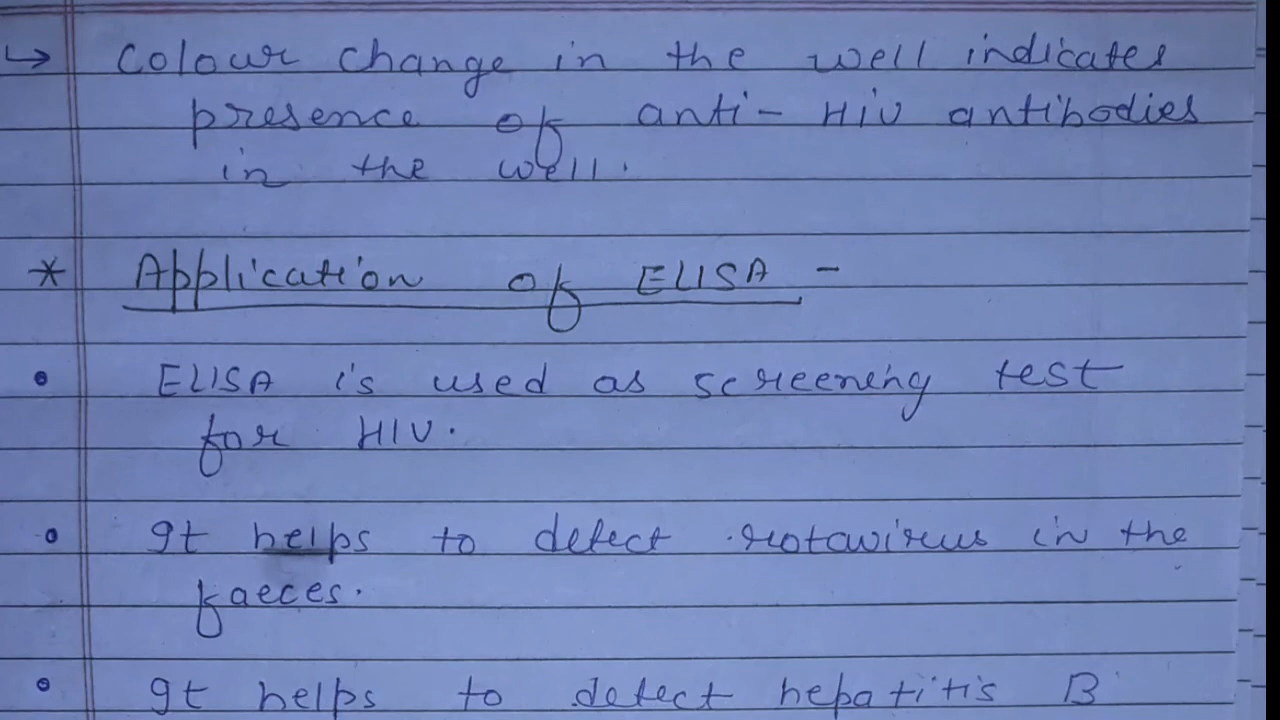 ↳ Colour change in the well indicates
presence of anti-HIV antibodies
in the well.
* Application of ELISA -
• ELISA is used as screening test
for HIV.
• It helps to detect rotavirus in the
faeces.
• It helps to detect hepatitis B